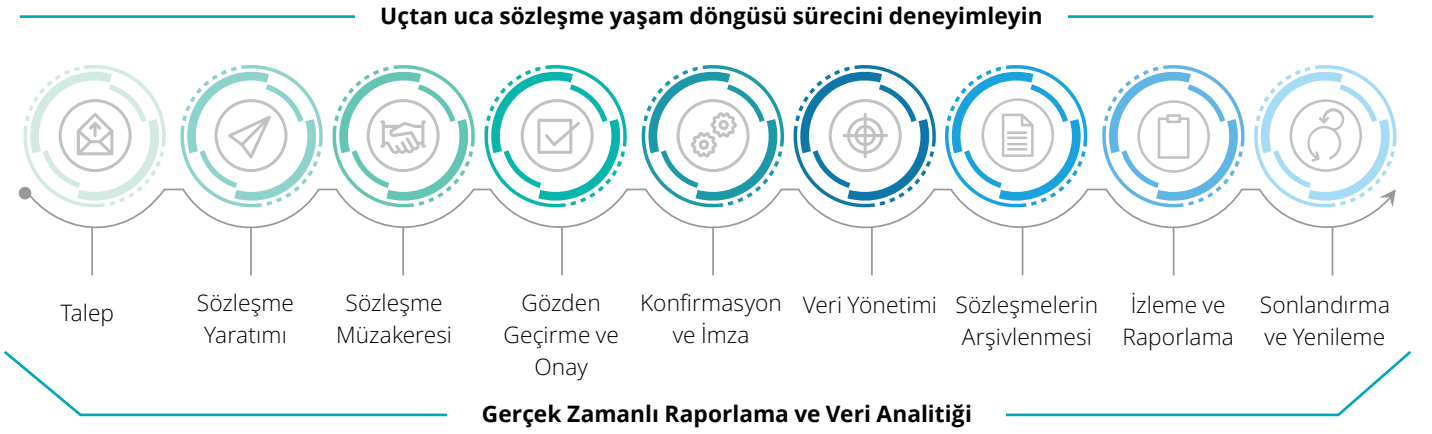 Uçtan uca sözleşme yaşam döngüsü sürecini deneyimleyin
Talep
Sözleşme
Yaratımı
Sözleşme
Müzakeresi
Gözden
Geçirme ve
Onay
Konfirmasyon
ve İmza
Veri Yönetimi
Sözleşmelerin
Arşivlenmesi
İzleme ve
Raporlama
Sonlandırma
ve Yenileme
Gerçek Zamanlı Raporlama ve Veri Analitiği